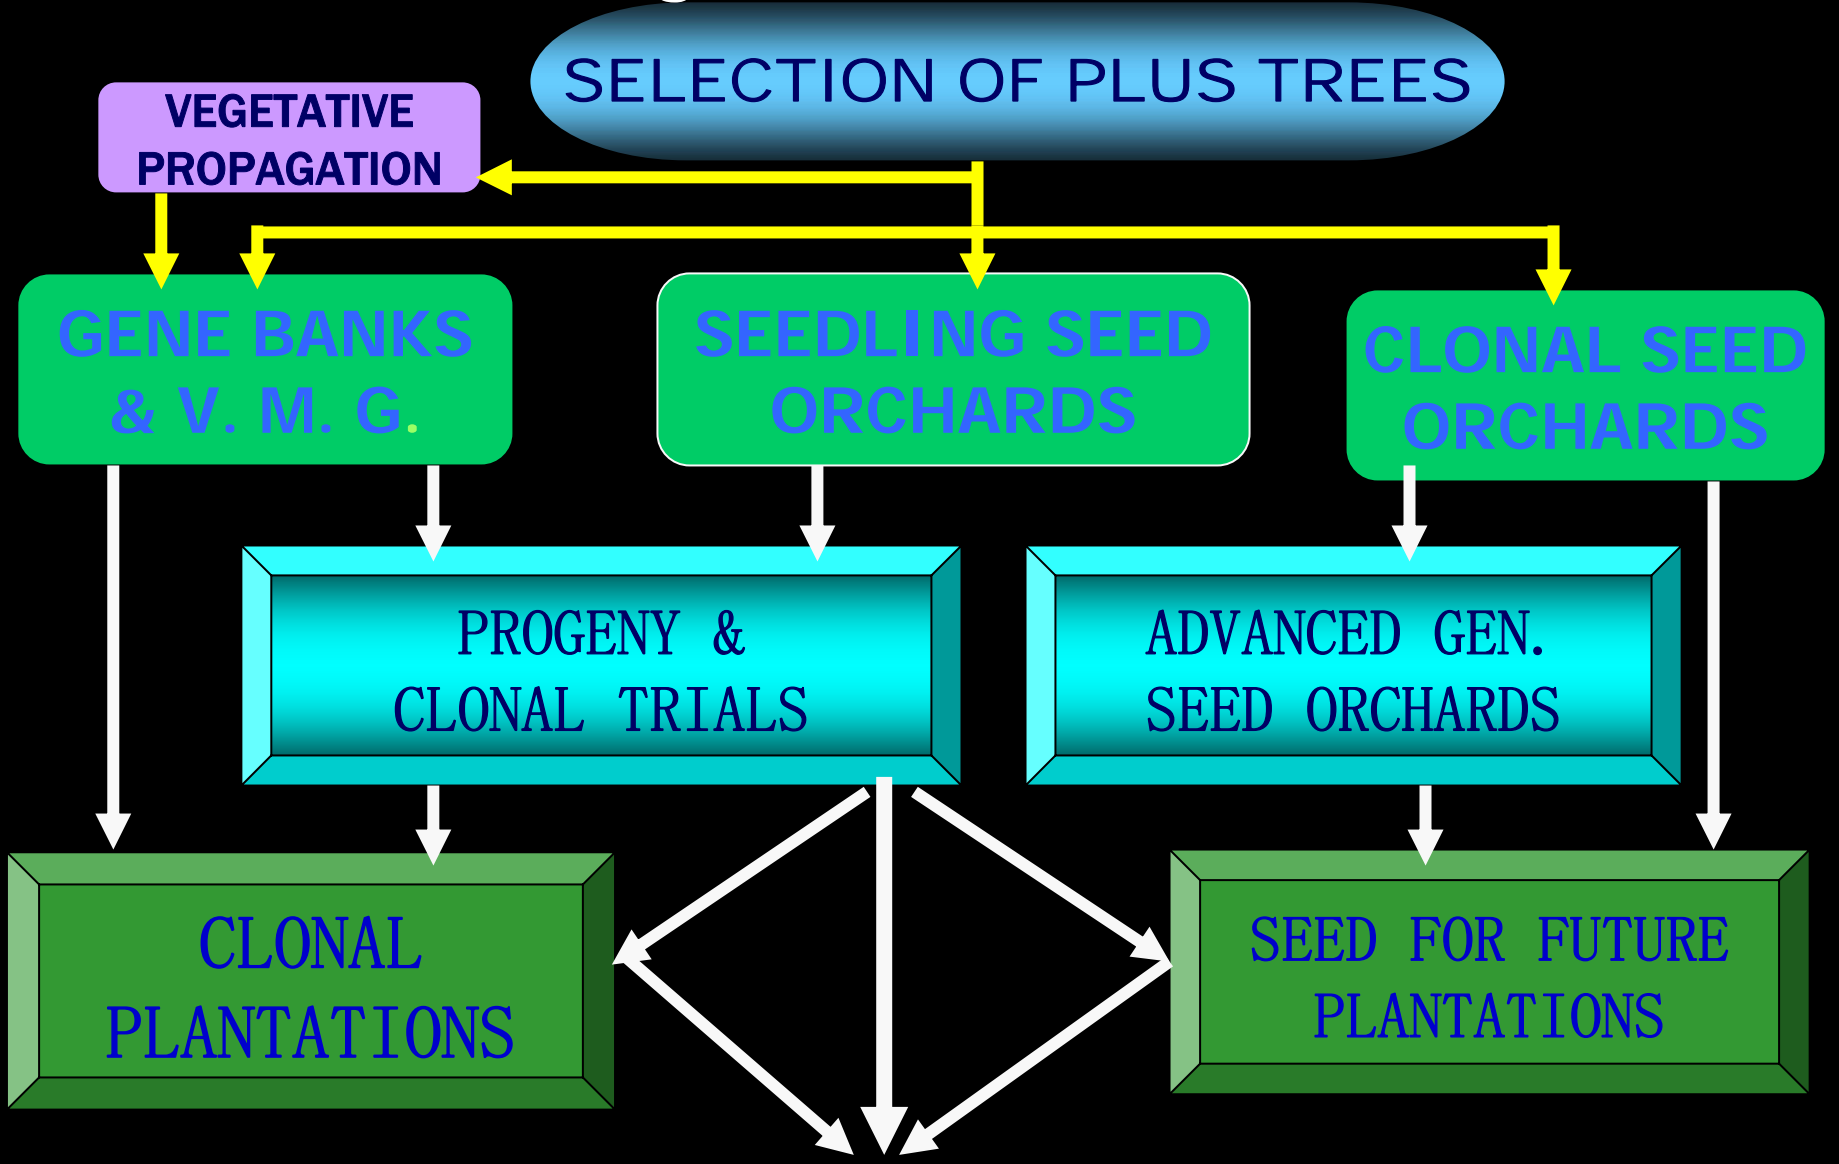 SELECTION OF PLUS TREES
VEGETATIVE
PROPAGATION
GENE BANKS
& V. M. G.
SEEDLING SEED
ORCHARDS
CLONAL SEED
ORCHARDS
PROGENY &
CLONAL TRIALS
ADVANCED GEN.
SEED ORCHARDS
CLONAL
PLANTATIONS
SEED FOR FUTURE
PLANTATIONS